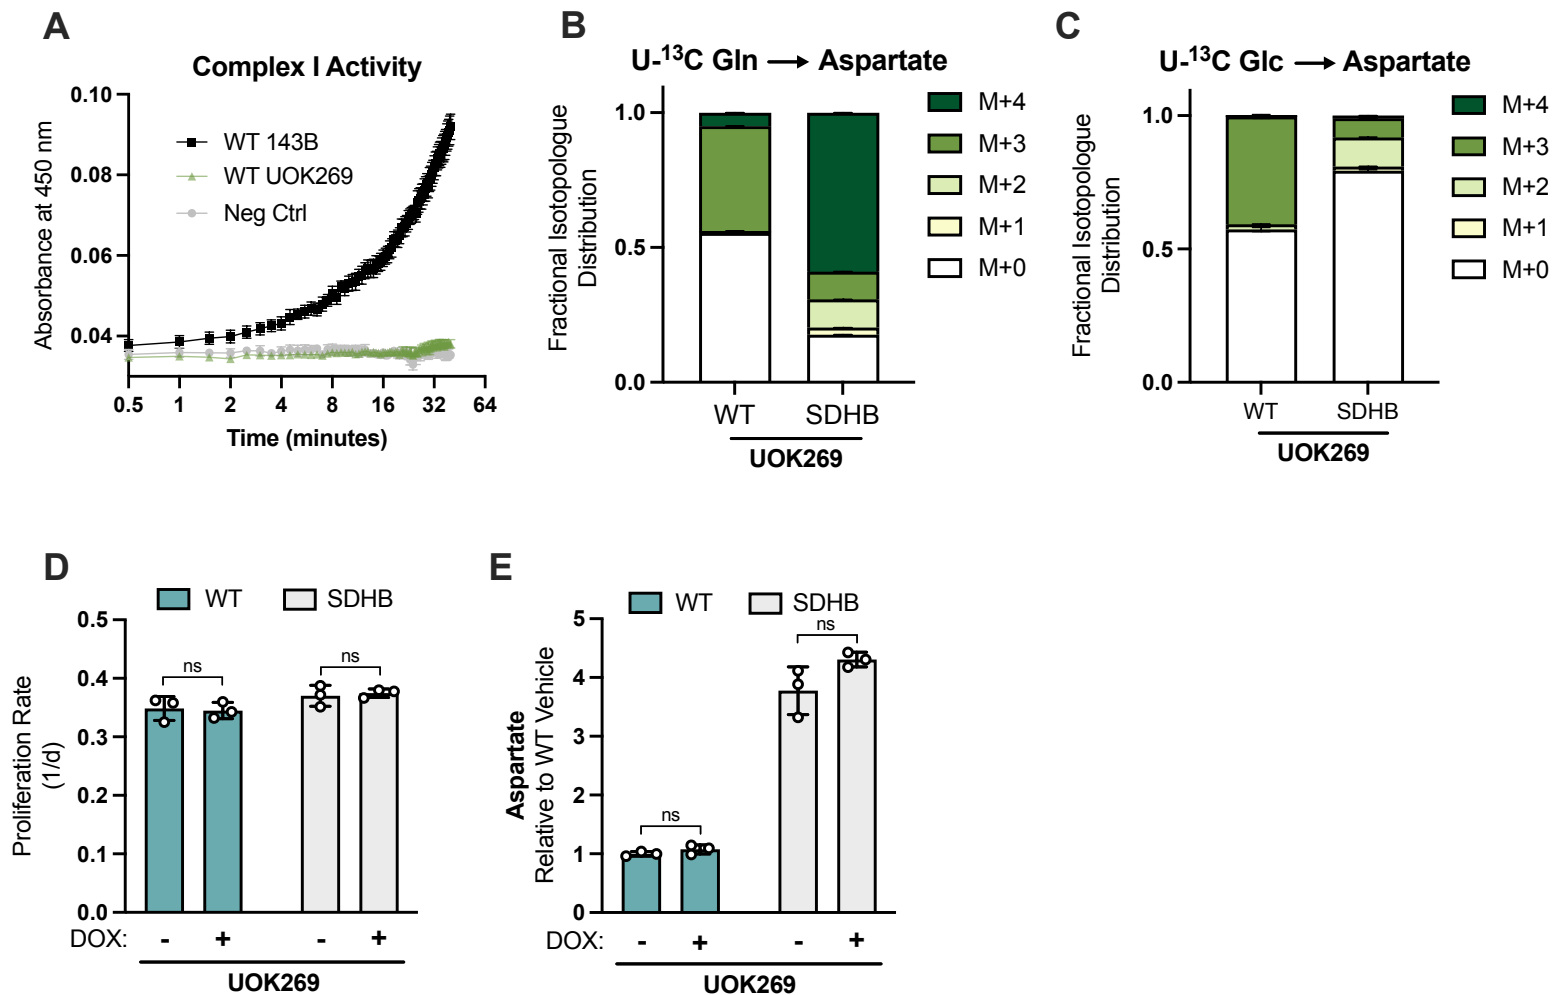 A
Complex I Activity
Absorbance at 450 nm
0.10
0.08
0.06
0.04
WT 143B
WT UOK269
Neg Ctrl
0.5 1 2 4 8 16 32 64
Time (minutes)
B
U-¹³C Gln → Aspartate
Fractional Isotopologue
Distribution
1.0
0.5
0.0
M+4
M+3
M+2
M+1
M+0
WT SDHB
UOK269
C
U-¹³C Glc → Aspartate
Fractional Isotopologue
Distribution
1.0
0.5
0.0
M+4
M+3
M+2
M+1
M+0
WT SDHB
UOK269
D
WT SDHB
Proliferation Rate
(1/d)
0.5
0.4
0.3
0.2
0.1
0.0
ns ns
DOX: - + - +
UOK269
E
WT SDHB
Aspartate
Relative to WT Vehicle
5
4
3
2
1
0
ns
ns
DOX: - + - +
UOK269